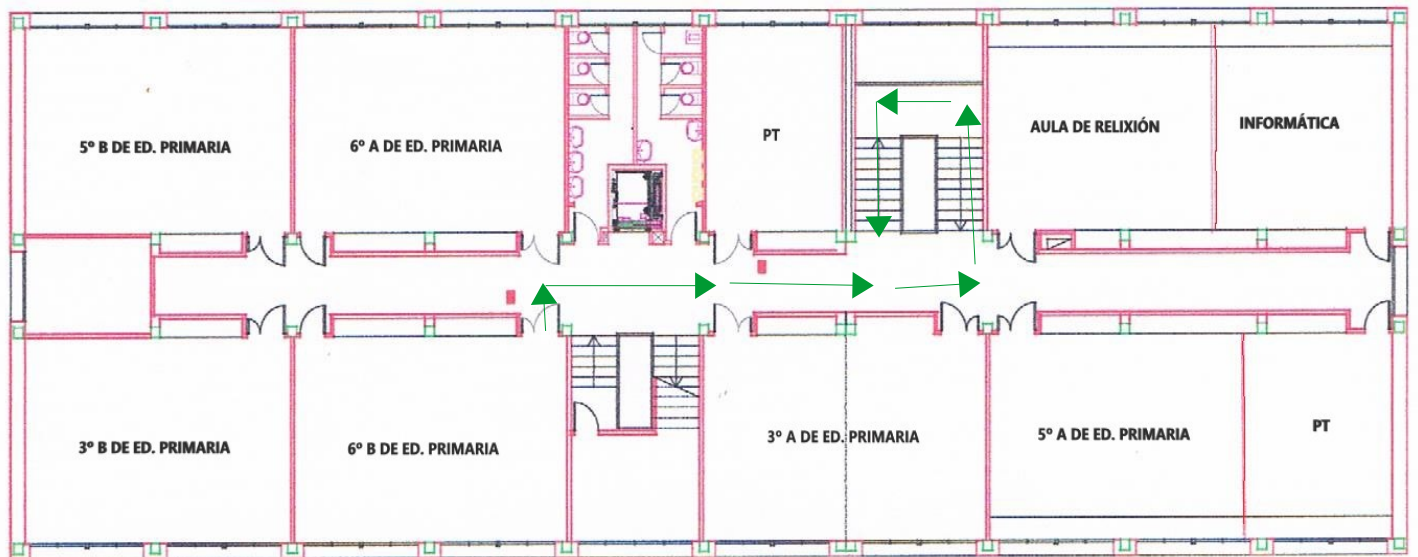 5º B DE ED. PRIMARIA
6º A DE ED. PRIMARIA
PT
AULA DE RELIXIÓN
INFORMÁTICA
3º B DE ED. PRIMARIA
6º B DE ED. PRIMARIA
3º A DE ED. PRIMARIA
5º A DE ED. PRIMARIA
PT